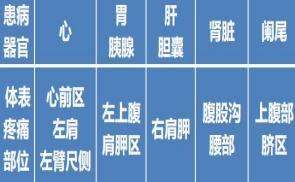 患病
器官
心
胃
胰腺
肝
胆囊
肾脏
阑尾
体表
疼痛
部位
心前区
左肩
左臂尺侧
左上腹
肩胛区
右肩胛
腹股沟
腰部
上腹部
脐区